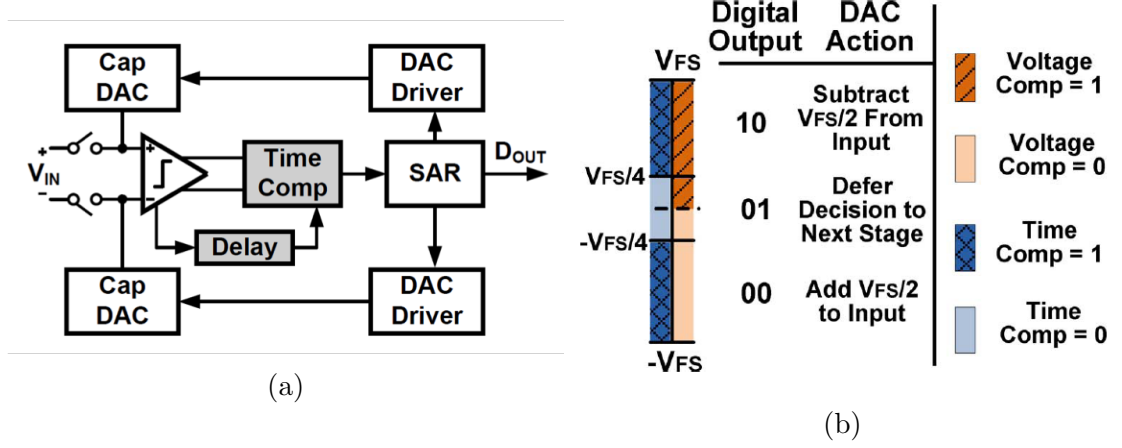 Cap
DAC
DAC
Driver
+
VIN
-
+
-
Time
Comp
SAR
DOUT
Delay
Cap
DAC
DAC
Driver
(a)
Digital
Output
DAC
Action
VFS
10
Subtract
VFS/2 From
Input
VFS/4
01
Defer
Decision to
Next Stage
-VFS/4
00
Add VFS/2
to Input
-VFS
Voltage
Comp = 1
Voltage
Comp = 0
Time
Comp = 1
Time
Comp = 0
(b)